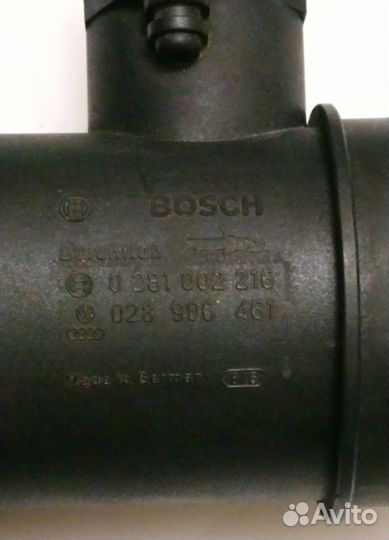 BOSCH
Durchfluß
0 281 002 216
028 906 461
Made in Germany
Avito